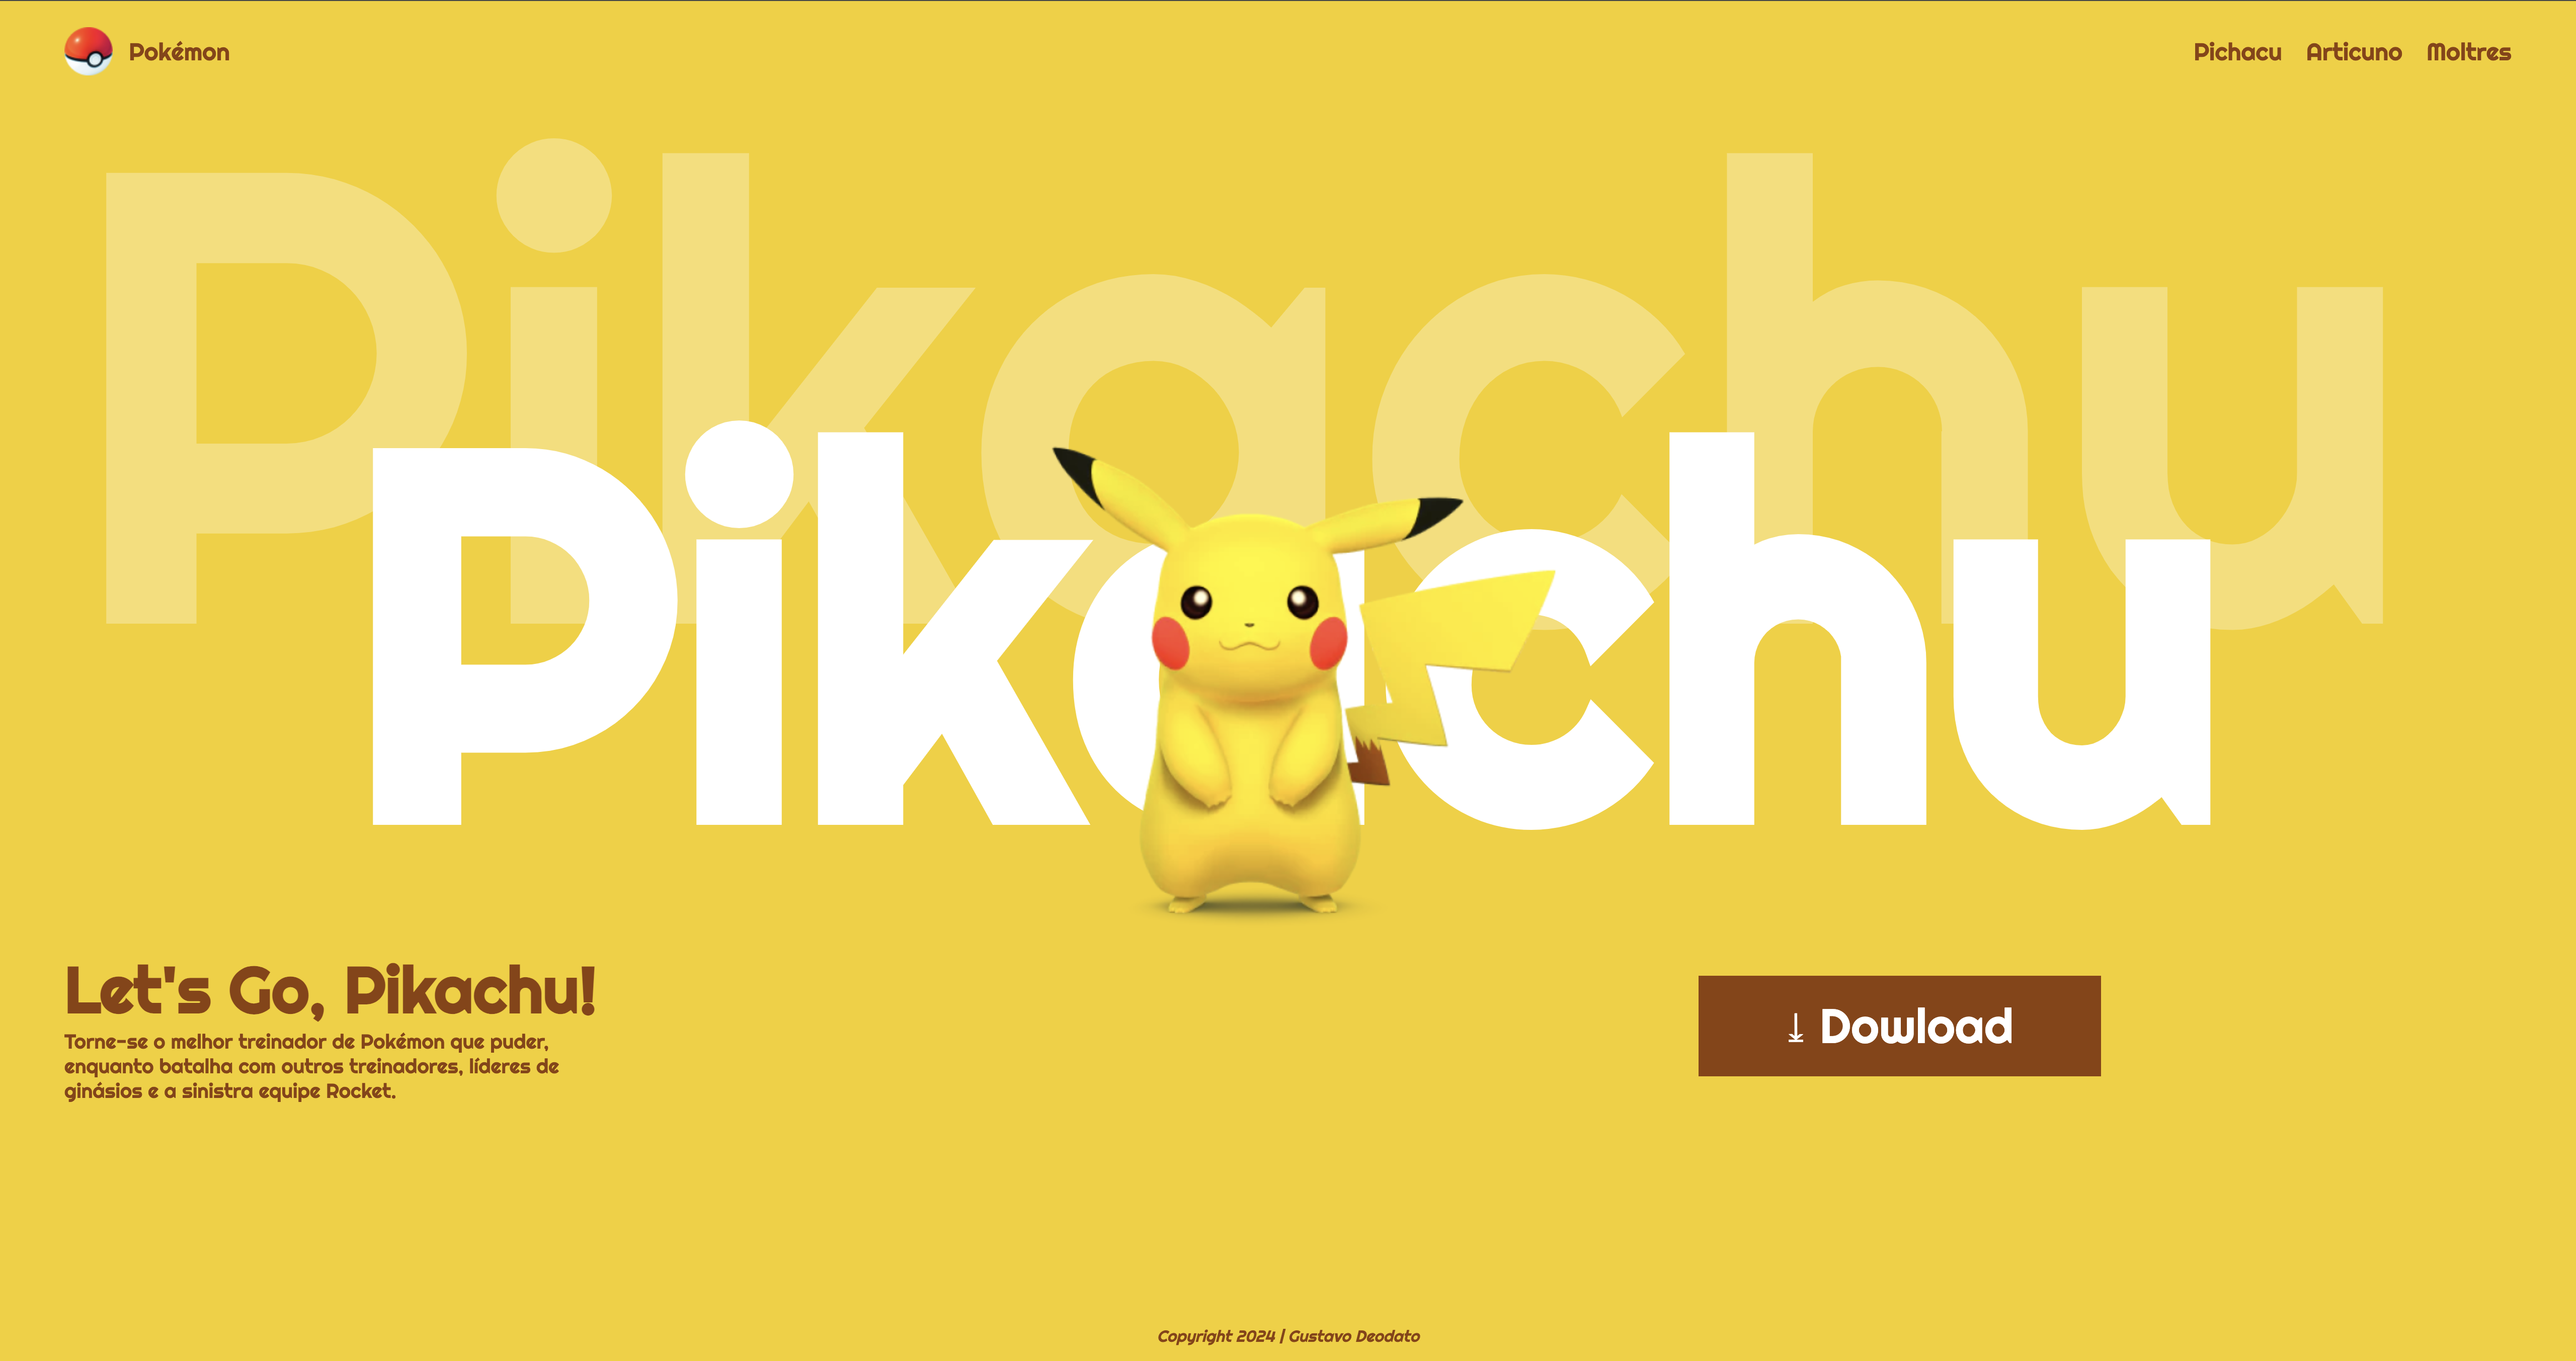 Pokémon
Pichacu Articuno Moltres
Pikachu
Pikachu
Let's Go, Pikachu!
Torne-se o melhor treinador de Pokémon que puder,
enquanto batalha com outros treinadores, líderes de
ginásios e a sinistra equipe Rocket.
Dowload
Copyright 2024 | Gustavo Deodato